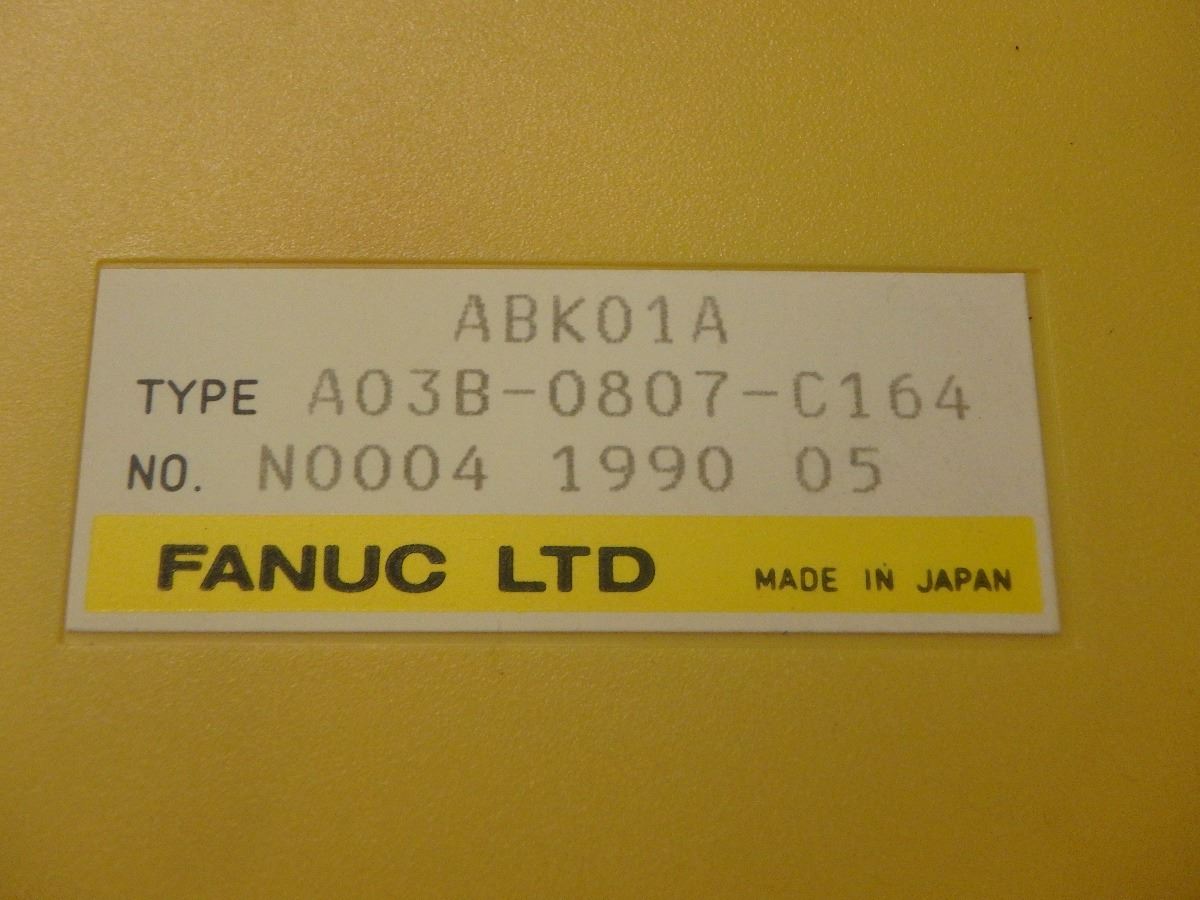 ABK01A
TYPE A03B-0807-C164
NO. N0004 1990 05
FANUC LTD MADE IN JAPAN